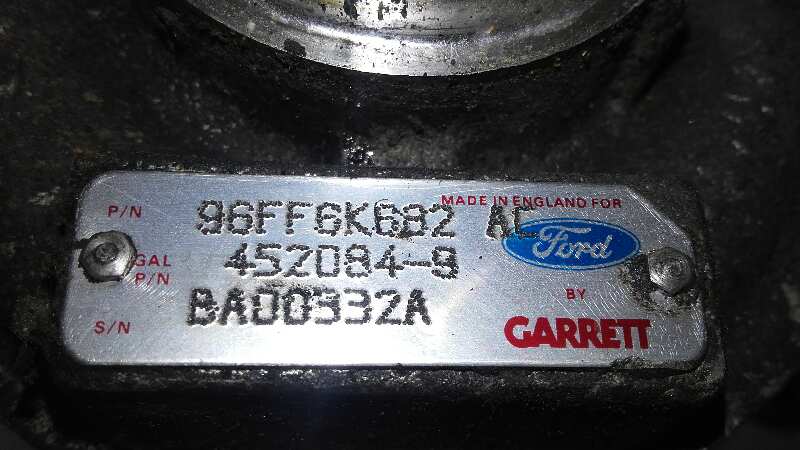 H
MADE IN ENGLAND FOR
P/N 96FF6K682 AC
Ford
GAL P/N 452084-9
BY
S/N BA00332A
GARRETT